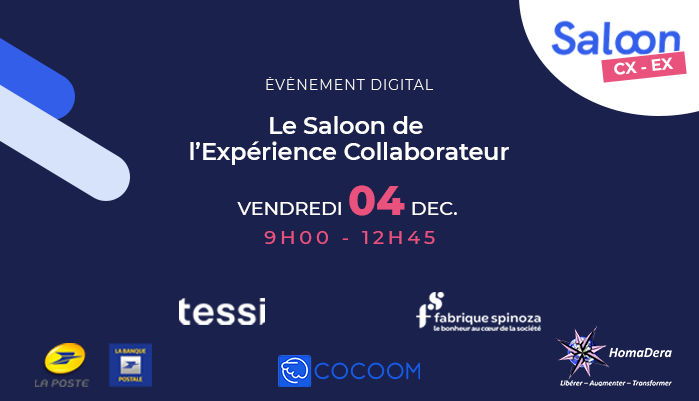 Saloon
CX - EX
ÉVÉNEMENT DIGITAL
Le Saloon de
l’Expérience Collaborateur
VENDREDI 04 DEC.
9H00 - 12H45
tessi
fs
fabrique spinoza
le bonheur au cœur de la société
LA POSTE
LA BANQUE
POSTALE
COCOOM
HomaDera
Libérer – Augmenter – Transformer